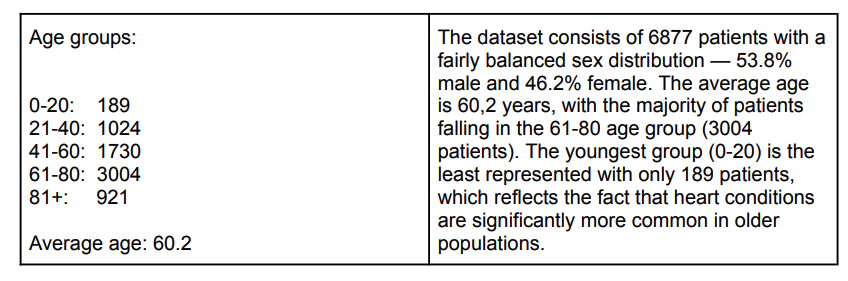 Age groups:
0-20: 189
21-40: 1024
41-60: 1730
61-80: 3004
81+: 921
Average age: 60.2
The dataset consists of 6877 patients with a
fairly balanced sex distribution — 53.8%
male and 46.2% female. The average age
is 60,2 years, with the majority of patients
falling in the 61-80 age group (3004
patients). The youngest group (0-20) is the
least represented with only 189 patients,
which reflects the fact that heart conditions
are significantly more common in older
populations.